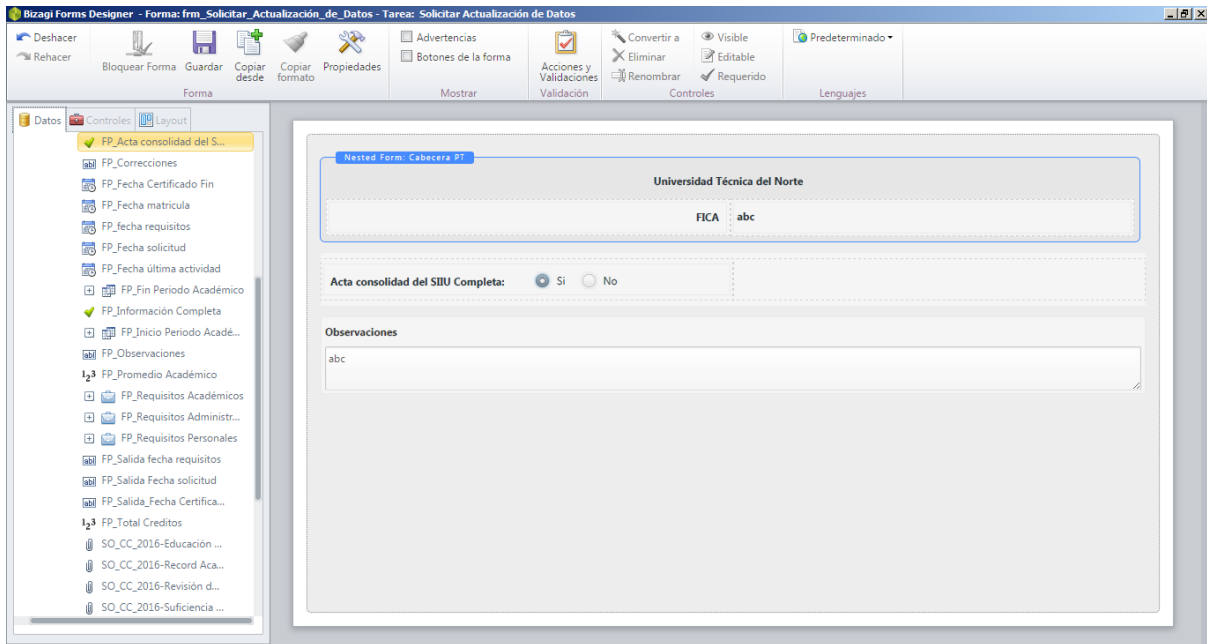 Bizagi Forms Designer - Forma: frm_Solicitar_Actualización_de_Datos - Tarea: Solicitar Actualización de Datos
Deshacer
Rehacer
Bloquear Forma
Guardar
Copiar desde
Forma
Copiar formato
Propiedades
Advertencias
Botones de la forma
Mostrar
Acciones y Validaciones
Validación
Convertir a
Eliminar
Renombrar
Visible
Editable
Requerido
Controles
Predeterminado
Lenguajes
Datos
Controles
Layout
FP_Acta consolidad del S...
FP_Correcciones
FP_Fecha Certificado Fin
FP_Fecha matricula
FP_fecha requisitos
FP_Fecha solicitud
FP_Fecha última actividad
FP_Fin Periodo Académico
FP_Información Completa
FP_Inicio Periodo Acadé...
FP_Observaciones
1₂3 FP_Promedio Académico
FP_Requisitos Académicos
FP_Requisitos Administr...
FP_Requisitos Personales
FP_Salida fecha requisitos
FP_Salida Fecha solicitud
FP_Salida_Fecha Certifica...
1₂3 FP_Total Creditos
SO_CC_2016-Educación ...
SO_CC_2016-Record Aca...
SO_CC_2016-Revisión d...
SO_CC_2016-Suficiencia ...
Nested Form: Cabecera PT
Universidad Técnica del Norte
FICA abc
Acta consolidad del SIIU Completa: Si No
Observaciones
abc